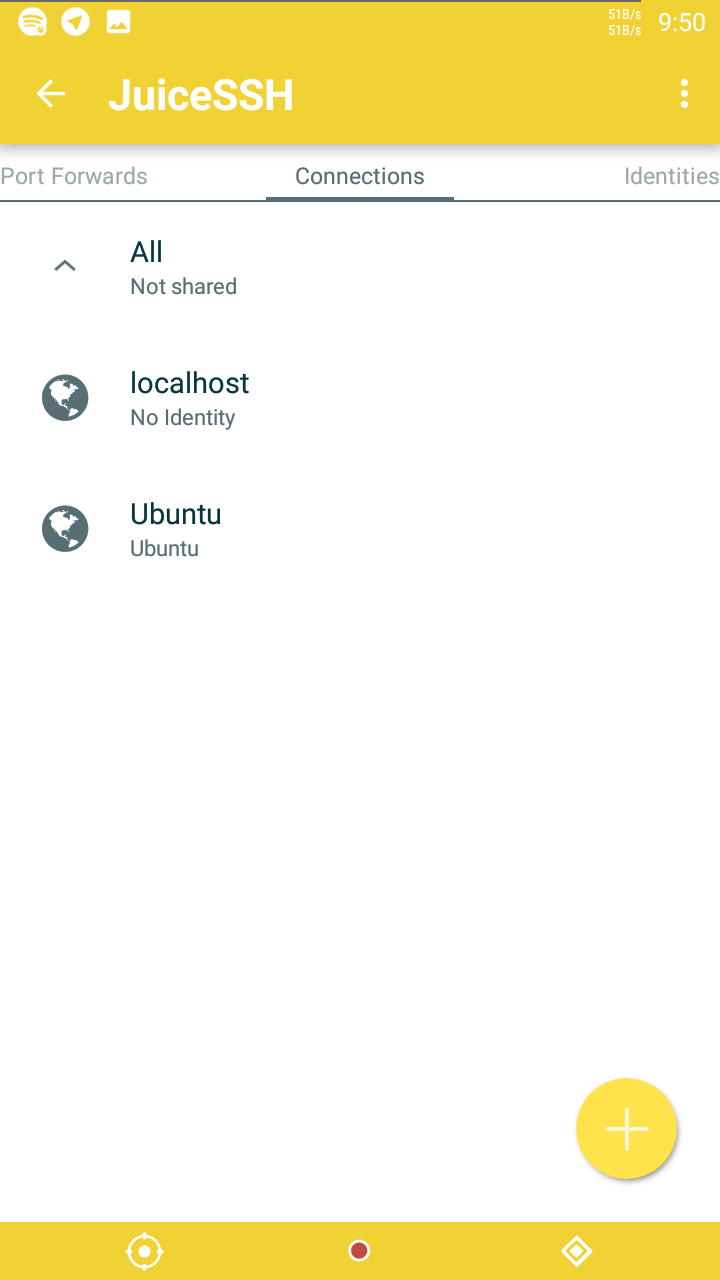 51B/s
51B/s
9:50
JuiceSSH
Port Forwards
Connections
Identities
All
Not shared
localhost
No Identity
Ubuntu
Ubuntu